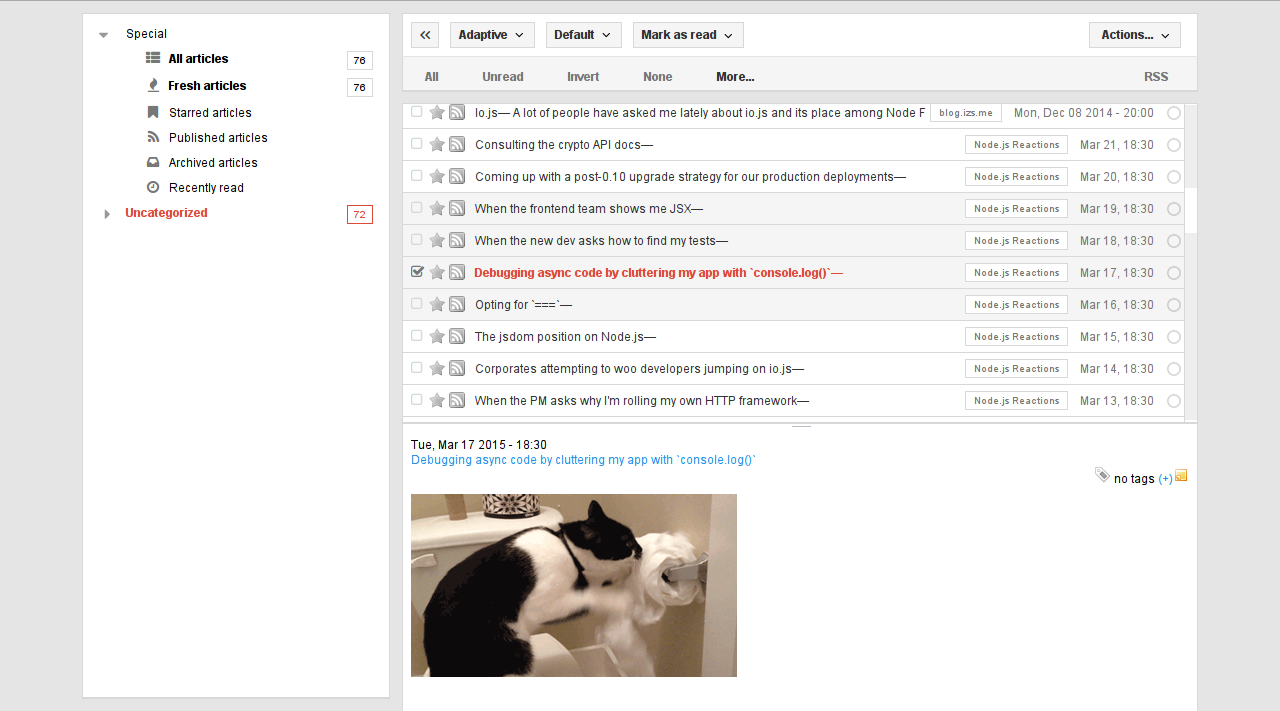 Special
All articles 76
Fresh articles 76
Starred articles
Published articles
Archived articles
Recently read
Uncategorized 72
Adaptive Default Mark as read Actions...
All Unread Invert None More... RSS
Io.js— A lot of people have asked me lately about io.js and its place among Node F blog.izs.me Mon, Dec 08 2014 - 20:00
Consulting the crypto API docs— Node.js Reactions Mar 21, 18:30
Coming up with a post-0.10 upgrade strategy for our production deployments— Node.js Reactions Mar 20, 18:30
When the frontend team shows me JSX— Node.js Reactions Mar 19, 18:30
When the new dev asks how to find my tests— Node.js Reactions Mar 18, 18:30
Debugging async code by cluttering my app with `console.log()`— Node.js Reactions Mar 17, 18:30
Opting for `===`— Node.js Reactions Mar 16, 18:30
The jsdom position on Node.js— Node.js Reactions Mar 15, 18:30
Corporates attempting to woo developers jumping on io.js— Node.js Reactions Mar 14, 18:30
When the PM asks why I'm rolling my own HTTP framework— Node.js Reactions Mar 13, 18:30
Tue, Mar 17 2015 - 18:30
Debugging async code by cluttering my app with `console.log()`
no tags (+)